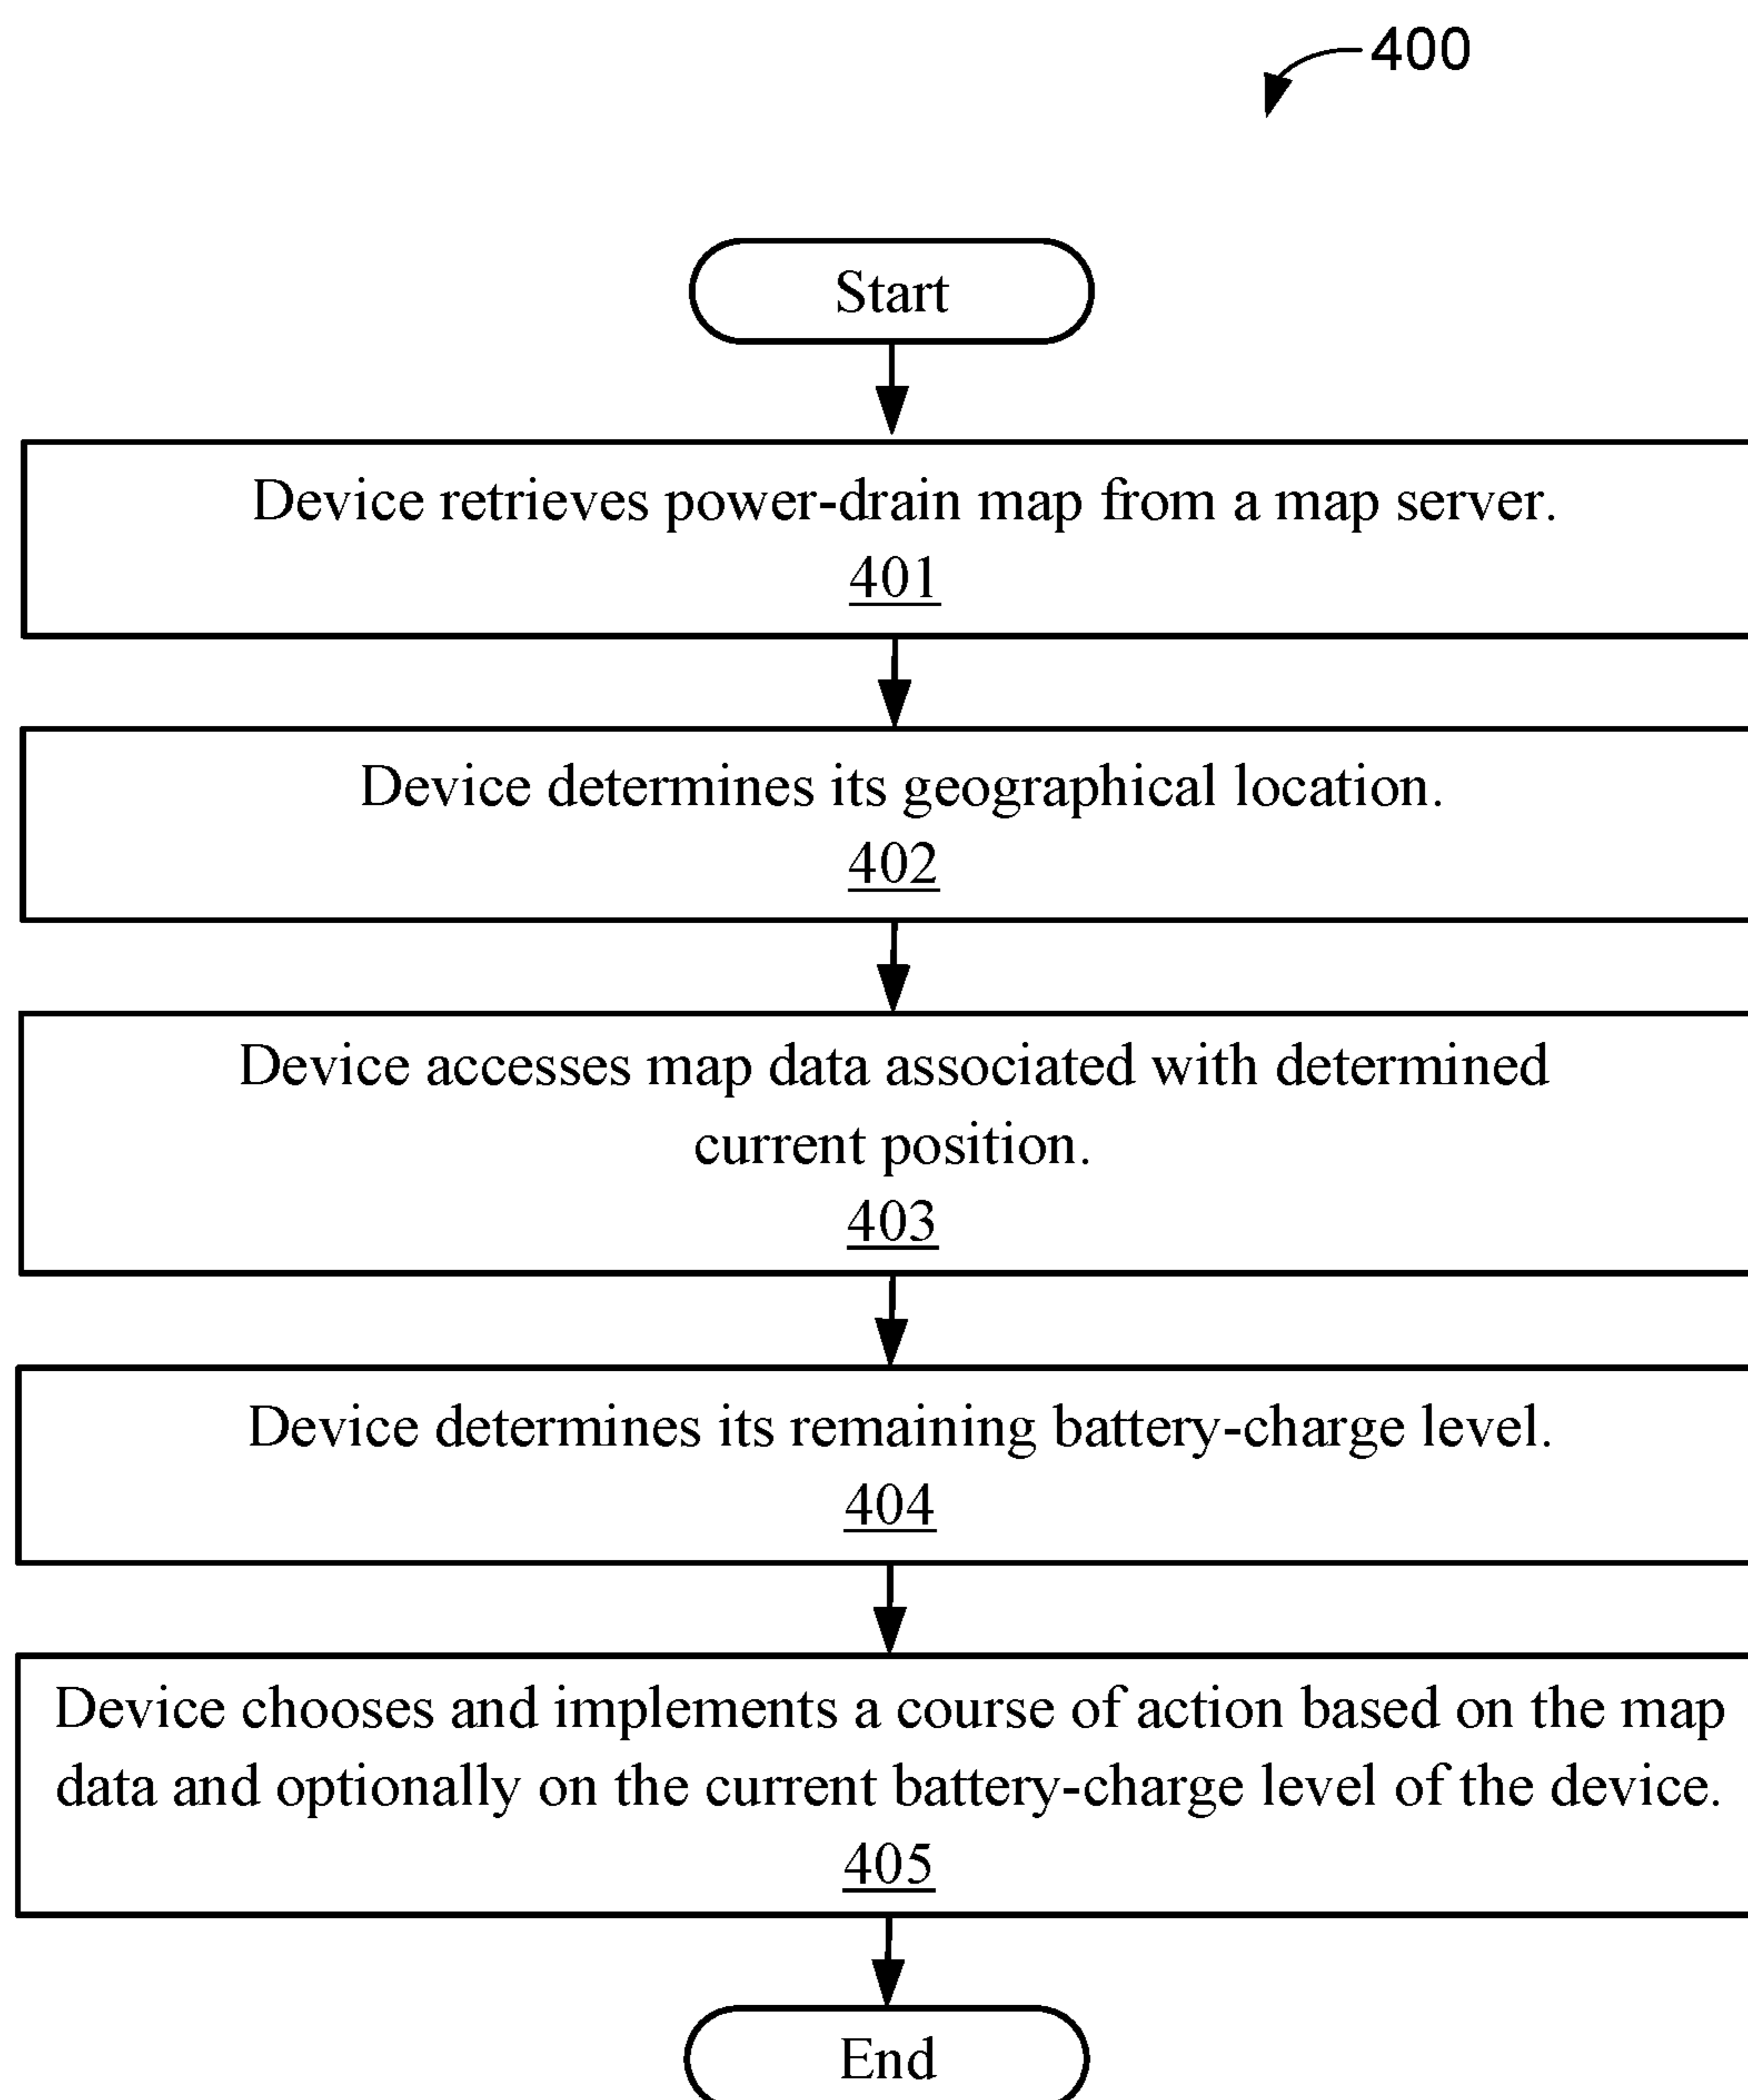 400
Start
Device retrieves power-drain map from a map server.
401
Device determines its geographical location.
402
Device accesses map data associated with determined
current position.
403
Device determines its remaining battery-charge level.
404
Device chooses and implements a course of action based on the map
data and optionally on the current battery-charge level of the device.
405
End